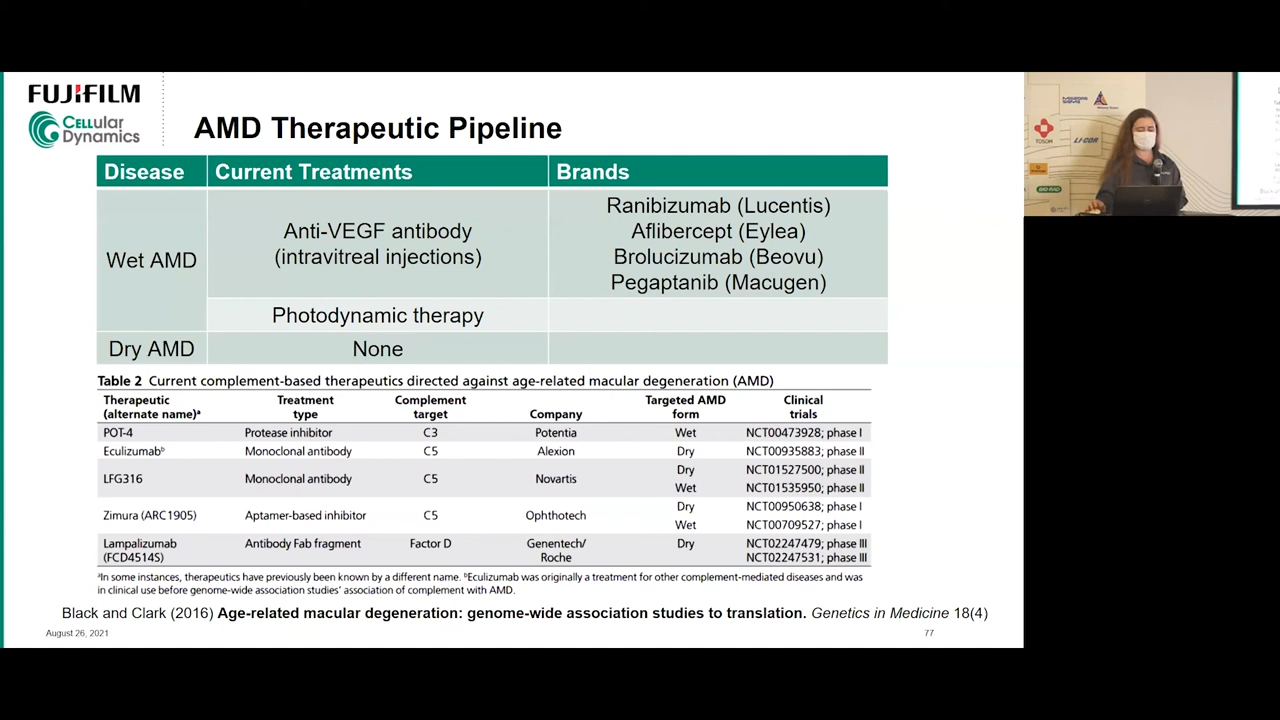 FUJIFILM
CELLular
Dynamics
AMD Therapeutic Pipeline
Disease Current Treatments Brands
Wet AMD
Anti-VEGF antibody
(intravitreal injections)
Ranibizumab (Lucentis)
Aflibercept (Eylea)
Brolucizumab (Beovu)
Pegaptanib (Macugen)
Photodynamic therapy
Dry AMD None
Table 2 Current complement-based therapeutics directed against age-related macular degeneration (AMD)
Therapeutic (alternate name)ᵃ Treatment type Complement target Company Targeted AMD form Clinical trials
POT-4 Protease inhibitor C3 Potentia Wet NCT00473928; phase I
Eculizumabᵇ Monoclonal antibody C5 Alexion Dry NCT00935883; phase II
LFG316 Monoclonal antibody C5 Novartis Dry NCT01527500; phase II
Wet NCT01535950; phase II
Zimura (ARC1905) Aptamer-based inhibitor C5 Ophthotech Dry NCT00950638; phase I
Wet NCT00709527; phase I
Lampalizumab (FCD4514S) Antibody Fab fragment Factor D Genentech/ Roche Dry NCT02247479; phase III
NCT02247531; phase III
ᵃIn some instances, therapeutics have previously been known by a different name. ᵇEculizumab was originally a treatment for other complement-mediated diseases and was
in clinical use before genome-wide association studies' association of complement with AMD.
Black and Clark (2016) Age-related macular degeneration: genome-wide association studies to translation. Genetics in Medicine 18(4)
August 26, 2021
77
TOSOH
LI-COR
BIO-RAD